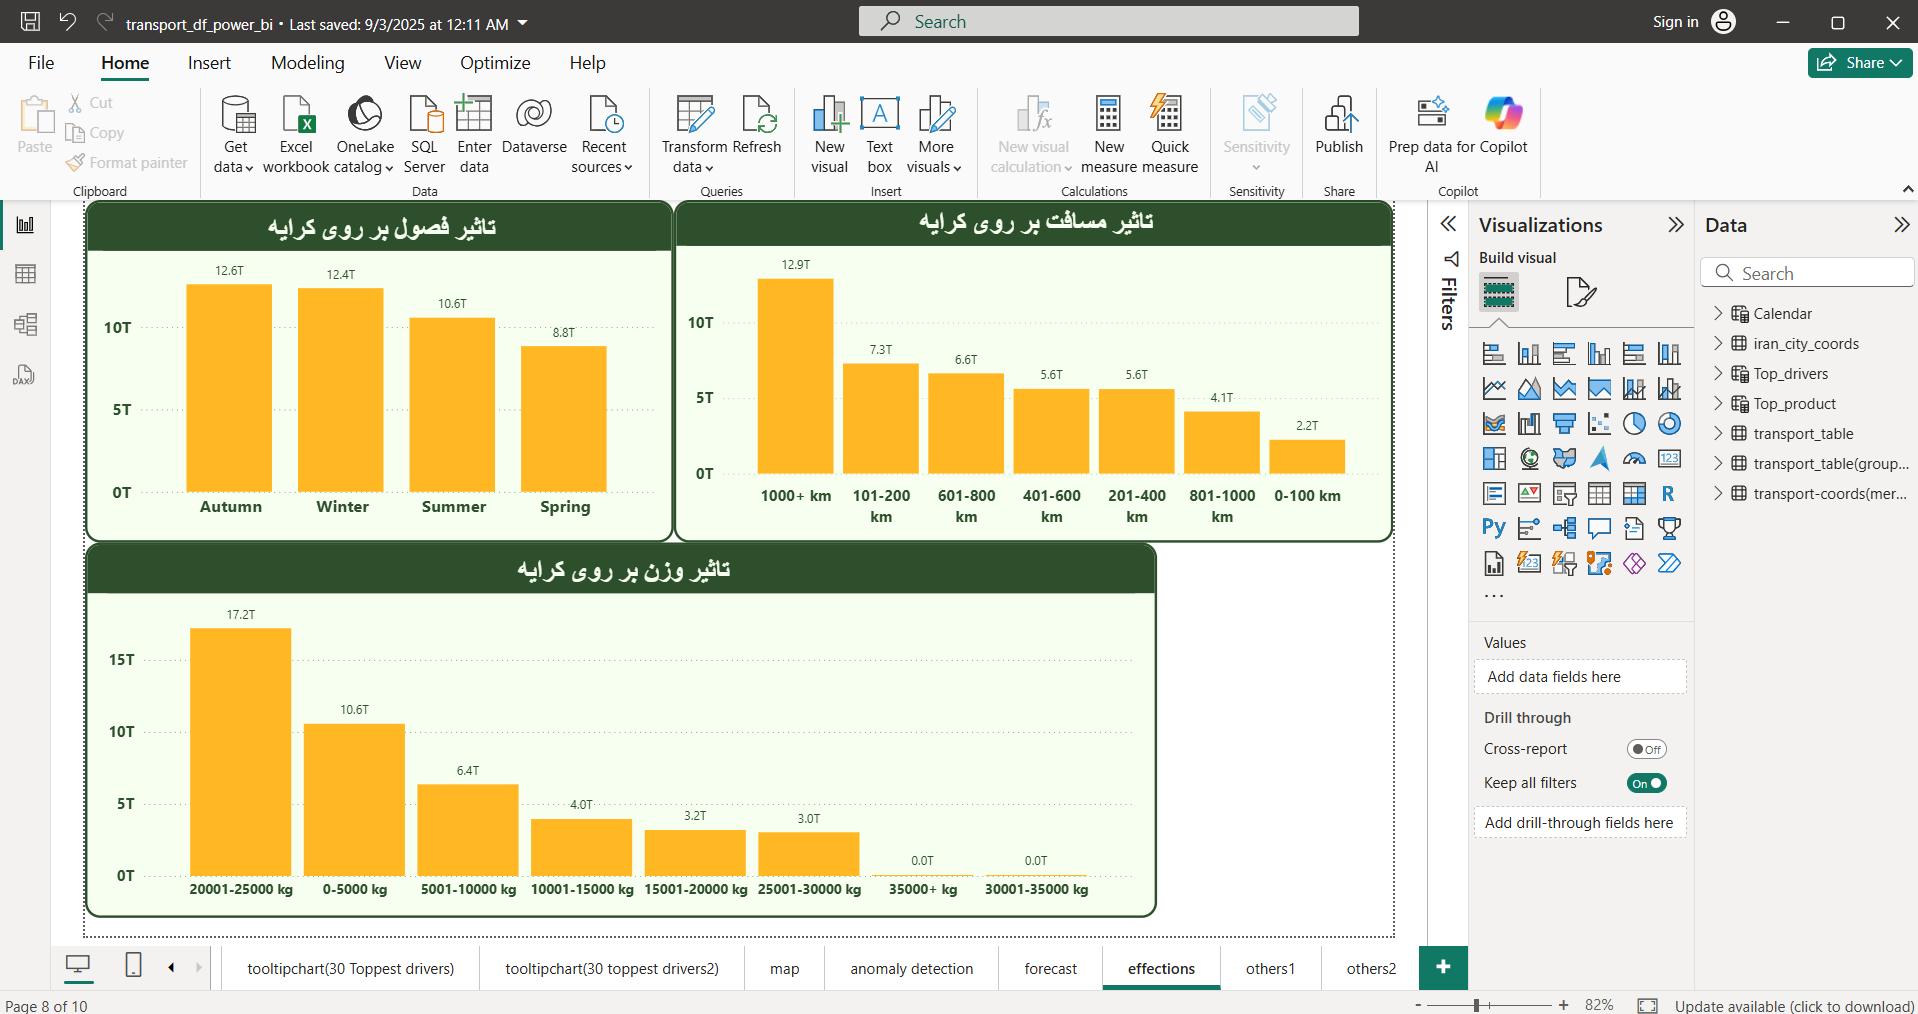 transport_df_power_bi • Last saved: 9/3/2025 at 12:11 AM
Search
Sign in
File
Home
Insert
Modeling
View
Optimize
Help
Share
Paste
Cut
Copy
Format painter
Clipboard
Get data
Excel workbook
OneLake catalog
SQL Server
Enter data
Dataverse
Recent sources
Data
Transform data
Refresh
Queries
New visual
Text box
More visuals
Insert
New visual calculation
New measure
Quick measure
Calculations
Sensitivity
Sensitivity
Publish
Share
Prep data for AI
Copilot
Copilot
تاثیر فصول بر روی کرایه
12.6T
12.4T
10.6T
8.8T
10T
5T
0T
Autumn
Winter
Summer
Spring
تاثیر مسافت بر روی کرایه
12.9T
7.3T
6.6T
5.6T
5.6T
4.1T
2.2T
10T
5T
0T
1000+ km
101-200 km
601-800 km
401-600 km
201-400 km
801-1000 km
0-100 km
تاثیر وزن بر روی کرایه
17.2T
10.6T
6.4T
4.0T
3.2T
3.0T
0.0T
0.0T
15T
10T
5T
0T
20001-25000 kg
0-5000 kg
5001-10000 kg
10001-15000 kg
15001-20000 kg
25001-30000 kg
35000+ kg
30001-35000 kg
Filters
Visualizations
Build visual
R
Py
123
123
...
Values
Add data fields here
Drill through
Cross-report
Off
Keep all filters
On
Add drill-through fields here
Data
Search
Calendar
iran_city_coords
Top_drivers
Top_product
transport_table
transport_table(group...
transport-coords(mer...
DAX
tooltipchart(30 Toppest drivers)
tooltipchart(30 toppest drivers2)
map
anomaly detection
forecast
effections
others1
others2
+
Page 8 of 10
- + 82%
Update available (click to download)